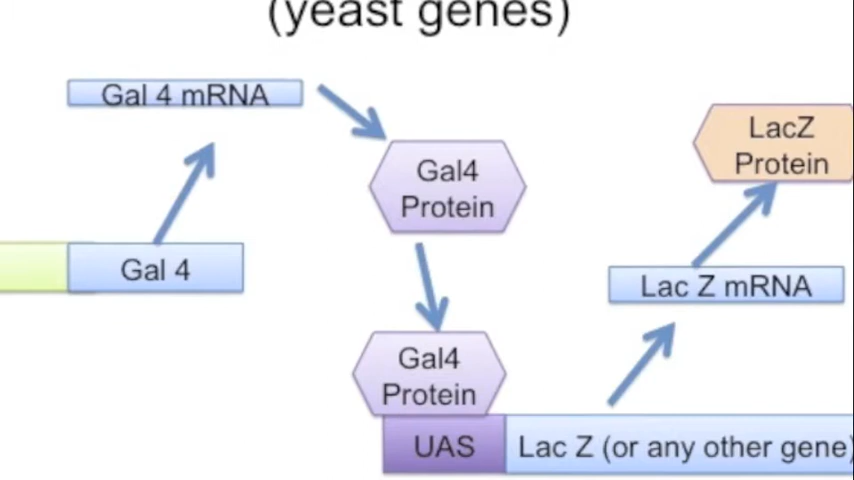 (yeast genes)
Gal 4 mRNA
LacZ
Protein
Gal4
Protein
Gal 4
Lac Z mRNA
Gal4
Protein
UAS
Lac Z (or any other gene)